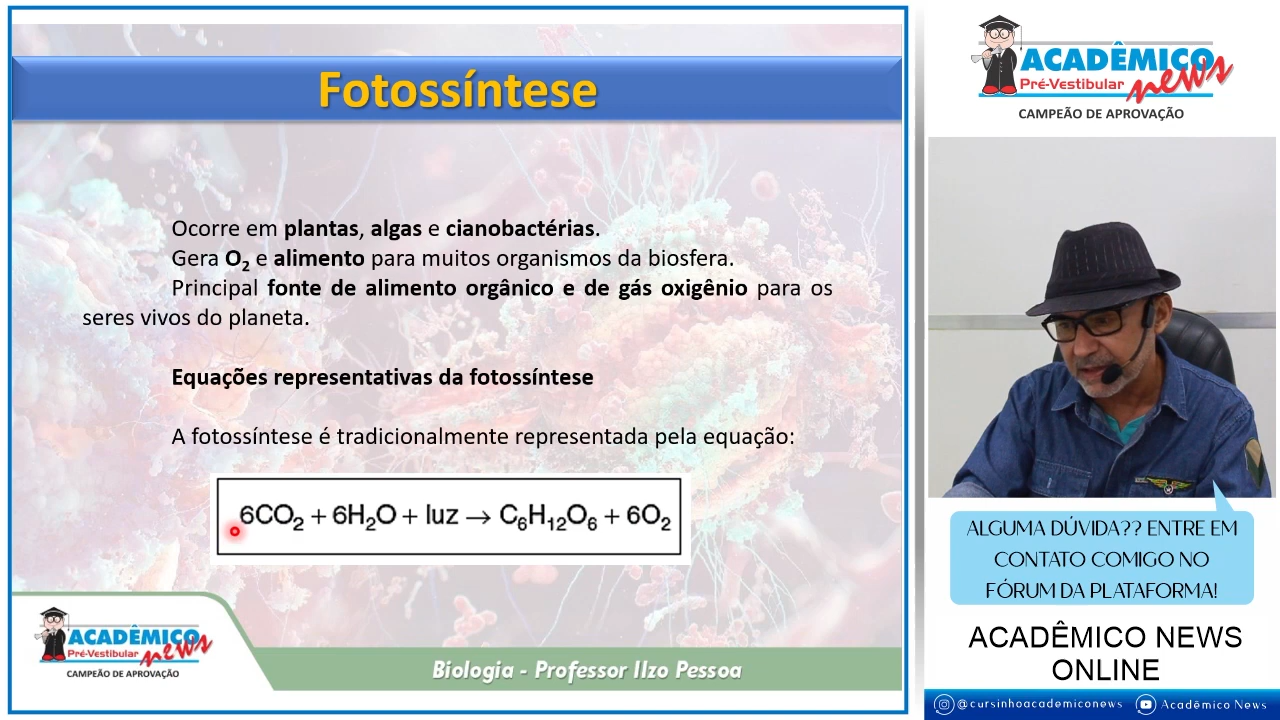 Fotossíntese
Ocorre em plantas, algas e cianobactérias.
Gera O₂ e alimento para muitos organismos da biosfera.
Principal fonte de alimento orgânico e de gás oxigênio para os
seres vivos do planeta.
Equações representativas da fotossíntese
A fotossíntese é tradicionalmente representada pela equação:
6CO₂ + 6H₂O + luz → C₆H₁₂O₆ + 6O₂
ACADÊMICO
Pré-Vestibular news
CAMPEÃO DE APROVAÇÃO
Biologia - Professor Ilzo Pessoa
ACADÊMICO
Pré-Vestibular news
CAMPEÃO DE APROVAÇÃO
ALGUMA DÚVIDA?? ENTRE EM
CONTATO COMIGO NO
FÓRUM DA PLATAFORMA!
ACADÊMICO NEWS
ONLINE
@cursinhoacademiconews Acadêmico News